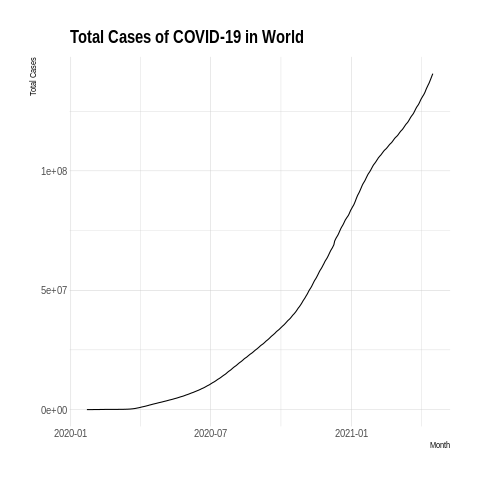 Total Cases of COVID-19 in World
Total Cases
1e+08
5e+07
0e+00
2020-01 2020-07 2021-01
Month